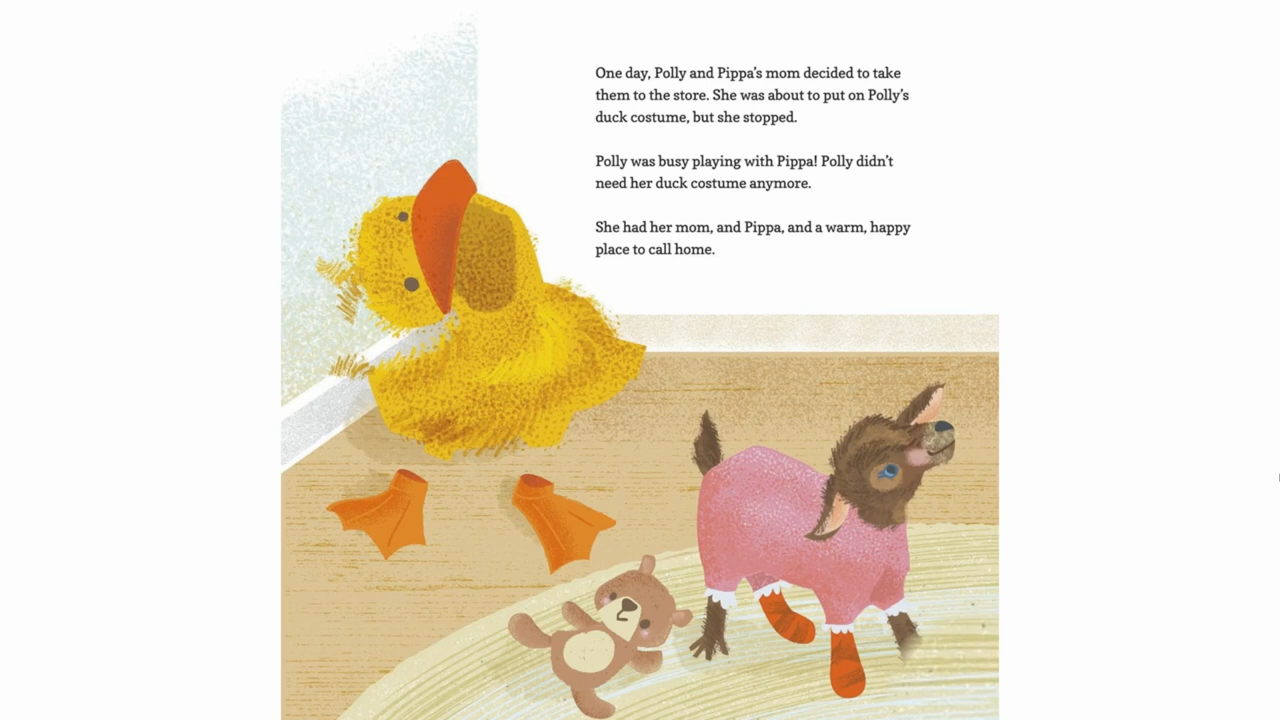 One day, Polly and Pippa’s mom decided to take
them to the store. She was about to put on Polly’s
duck costume, but she stopped.
Polly was busy playing with Pippa! Polly didn’t
need her duck costume anymore.
She had her mom, and Pippa, and a warm, happy
place to call home.